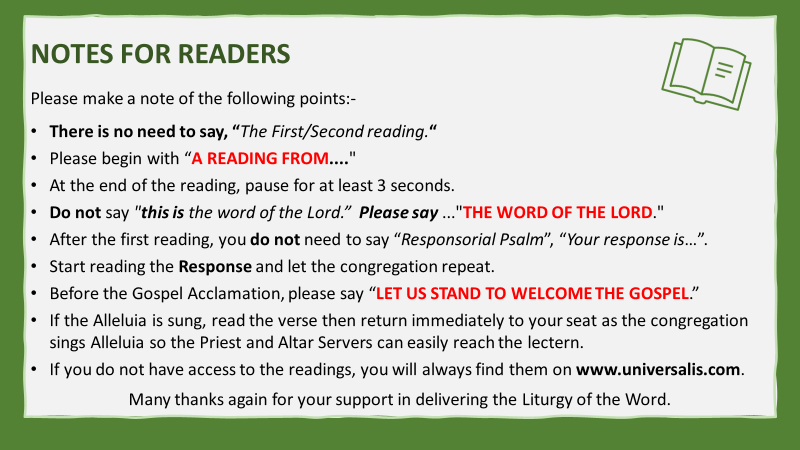 NOTES FOR READERS
Please make a note of the following points:-
• There is no need to say, “The First/Second reading.“
• Please begin with “A READING FROM...."
• At the end of the reading, pause for at least 3 seconds.
• Do not say "this is the word of the Lord.” Please say ..."THE WORD OF THE LORD."
• After the first reading, you do not need to say “Responsorial Psalm”, “Your response is…”.
• Start reading the Response and let the congregation repeat.
• Before the Gospel Acclamation, please say “LET US STAND TO WELCOME THE GOSPEL.”
• If the Alleluia is sung, read the verse then return immediately to your seat as the congregation
sings Alleluia so the Priest and Altar Servers can easily reach the lectern.
• If you do not have access to the readings, you will always find them on www.universalis.com.
Many thanks again for your support in delivering the Liturgy of the Word.